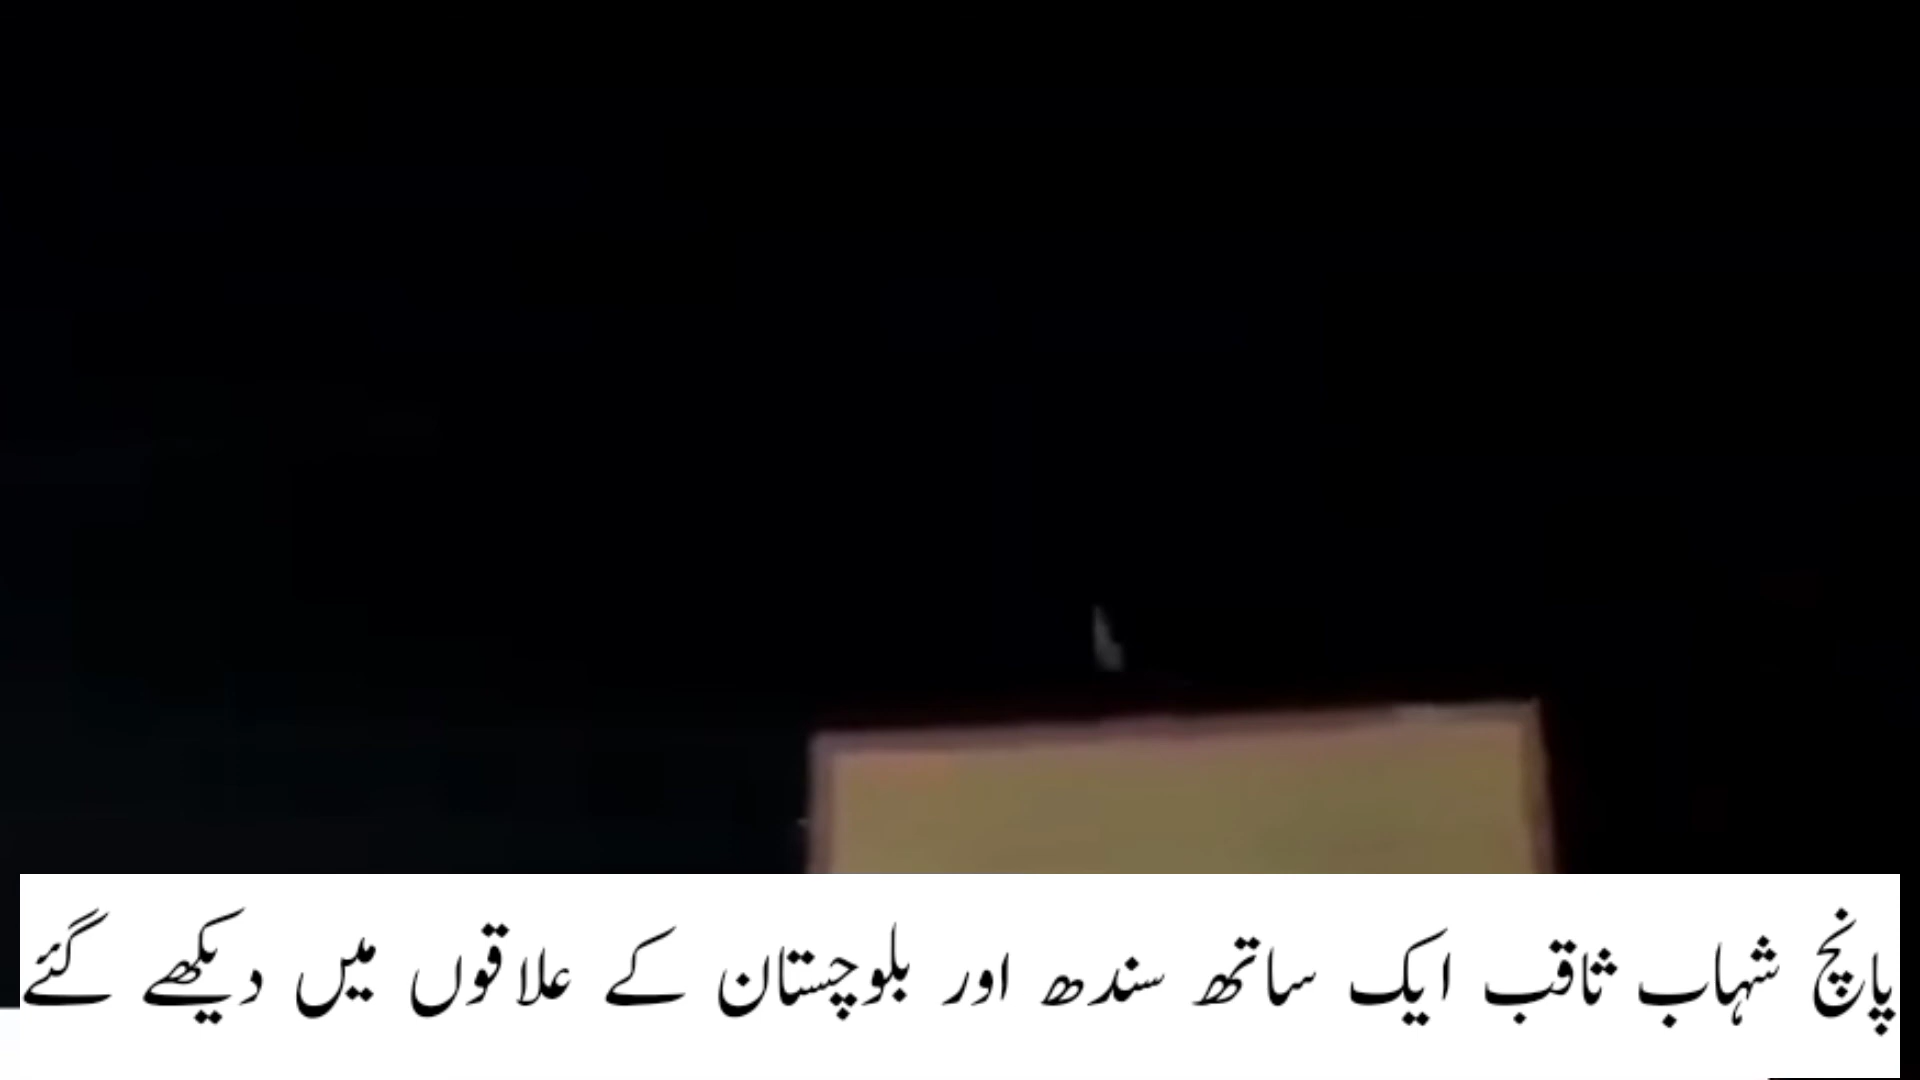 پانچ شہاب ثاقب ایک ساتھ سندھ اور بلوچستان کے علاقوں میں دیکھے گئے